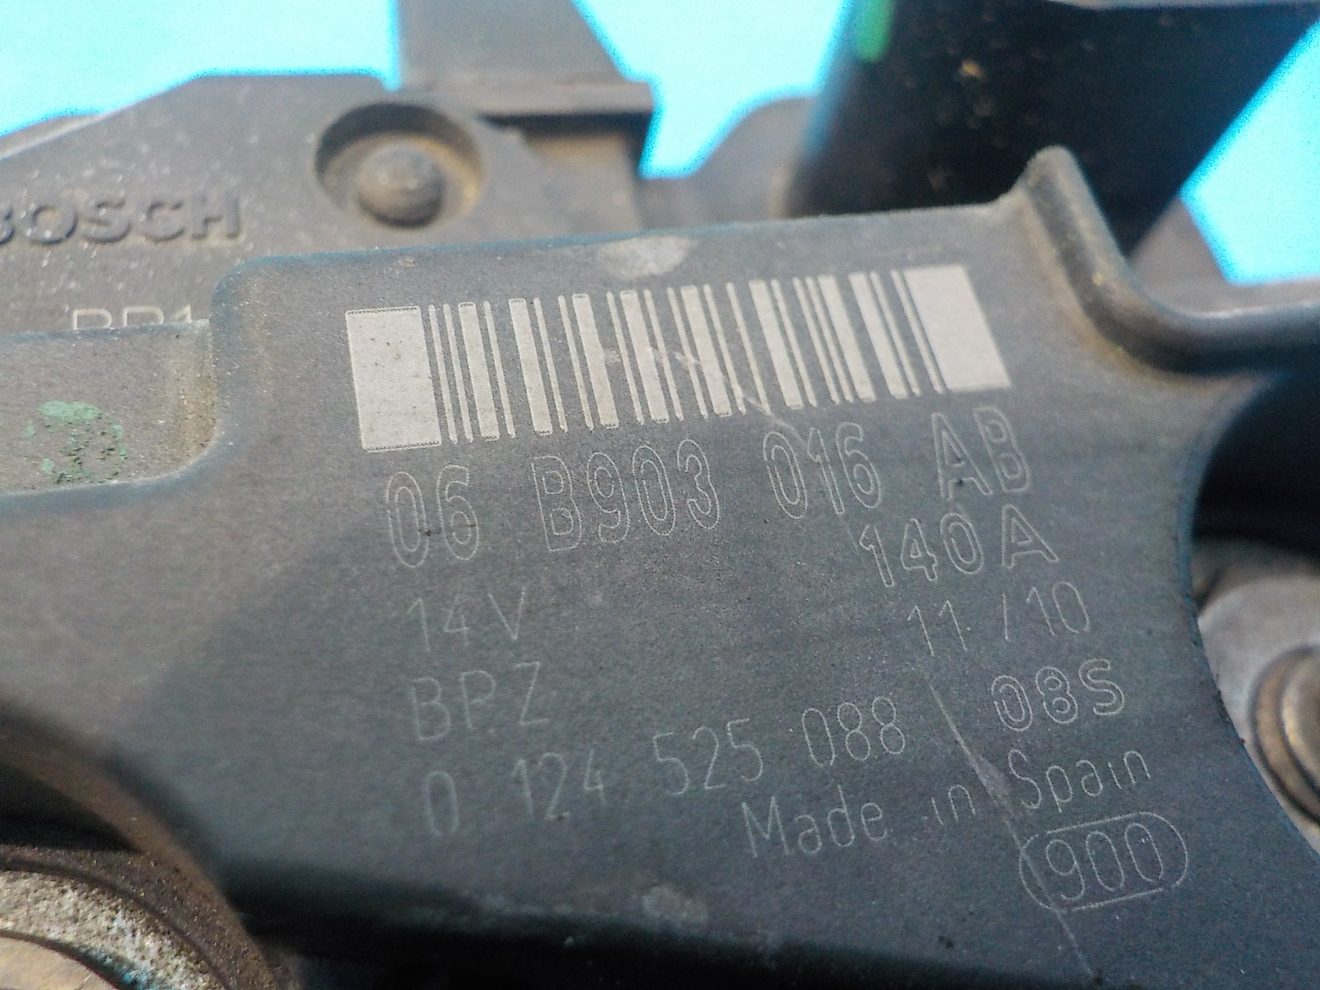 BOSCH
06 B903 016 AB
140A
14V 11/10
BPZ 08S
0 124 525 088
Made in Spain
900